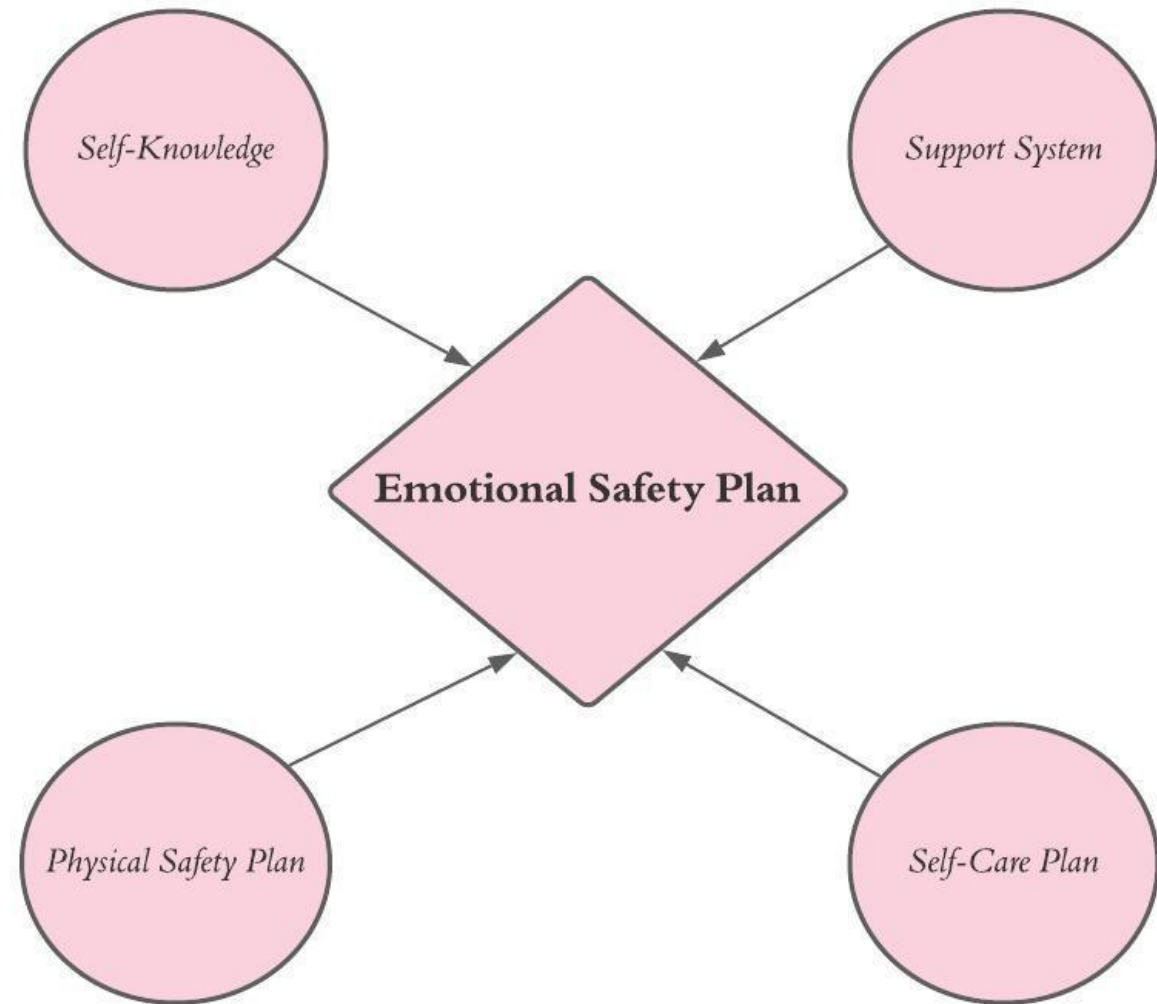 Self-Knowledge
Support System
Emotional Safety Plan
Physical Safety Plan
Self-Care Plan